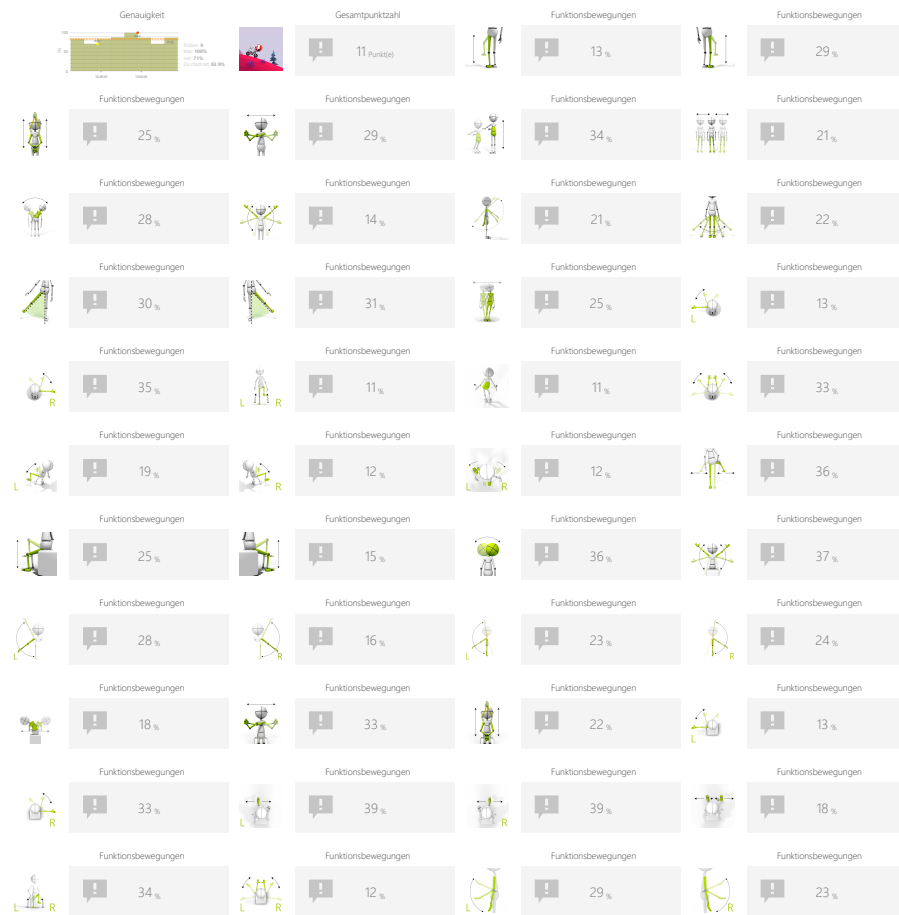 Genauigkeit Gesamtpunktzahl Funktionsbewegungen Funktionsbewegungen
100
50
0
11 Punkt(e) 13 % 29 %
Funktionsbewegungen Funktionsbewegungen Funktionsbewegungen Funktionsbewegungen
25 % 29 % 34 % 21 %
Funktionsbewegungen Funktionsbewegungen Funktionsbewegungen Funktionsbewegungen
28 % 14 % 21 % 22 %
Funktionsbewegungen Funktionsbewegungen Funktionsbewegungen Funktionsbewegungen
30 % 31 % 25 % L 13 %
Funktionsbewegungen Funktionsbewegungen Funktionsbewegungen Funktionsbewegungen
R 35 % L R 11 % 11 % 33 %
Funktionsbewegungen Funktionsbewegungen Funktionsbewegungen Funktionsbewegungen
L 19 % R 12 % L R 12 % 36 %
Funktionsbewegungen Funktionsbewegungen Funktionsbewegungen Funktionsbewegungen
25 % 15 % 36 % 37 %
Funktionsbewegungen Funktionsbewegungen Funktionsbewegungen Funktionsbewegungen
L 28 % R 16 % L 23 % R 24 %
Funktionsbewegungen Funktionsbewegungen Funktionsbewegungen Funktionsbewegungen
18 % 33 % 22 % L 13 %
Funktionsbewegungen Funktionsbewegungen Funktionsbewegungen Funktionsbewegungen
R 33 % L 39 % R 39 % 18 %
Funktionsbewegungen Funktionsbewegungen Funktionsbewegungen Funktionsbewegungen
L R 34 % L R 12 % L 29 % R 23 %